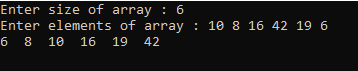 Enter size of array : 6
Enter elements of array : 10 8 16 42 19 6
6  8  10  16  19  42